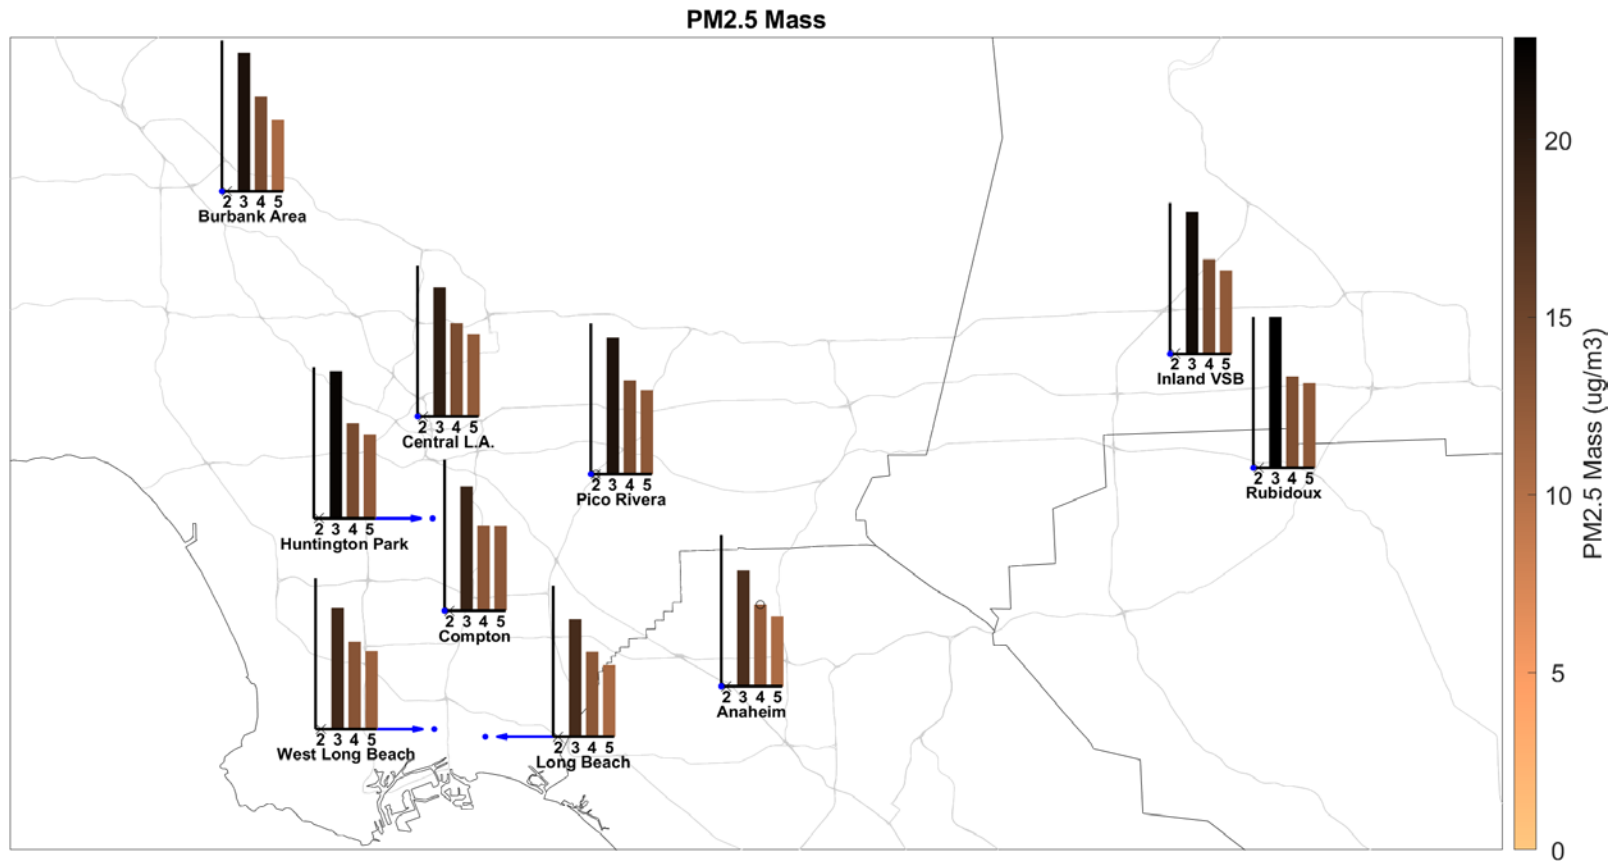 PM2.5 Mass
2 3 4 5
Burbank Area
2 3 4 5
Central L.A.
2 3 4 5
Inland VSB
2 3 4 5
Pico Rivera
2 3 4 5
Rubidoux
2 3 4 5
Huntington Park
2 3 4 5
Compton
2 3 4 5
Anaheim
2 3 4 5
West Long Beach
2 3 4 5
Long Beach
20
15
10
5
0
PM2.5 Mass (ug/m3)